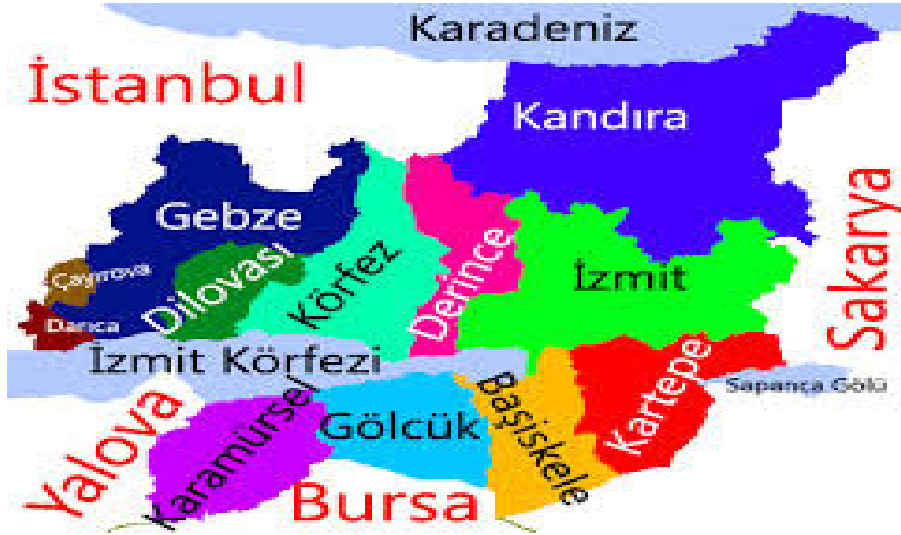 Karadeniz
İstanbul
Kandıra
Gebze
Sakarya
Çayırova
Dilovası
Körfez
Derince
İzmit
Darıca
İzmit Körfezi
Sapanca Gölü
Kartepe
Başiskele
Gölcük
Karamürsel
Yalova
Bursa